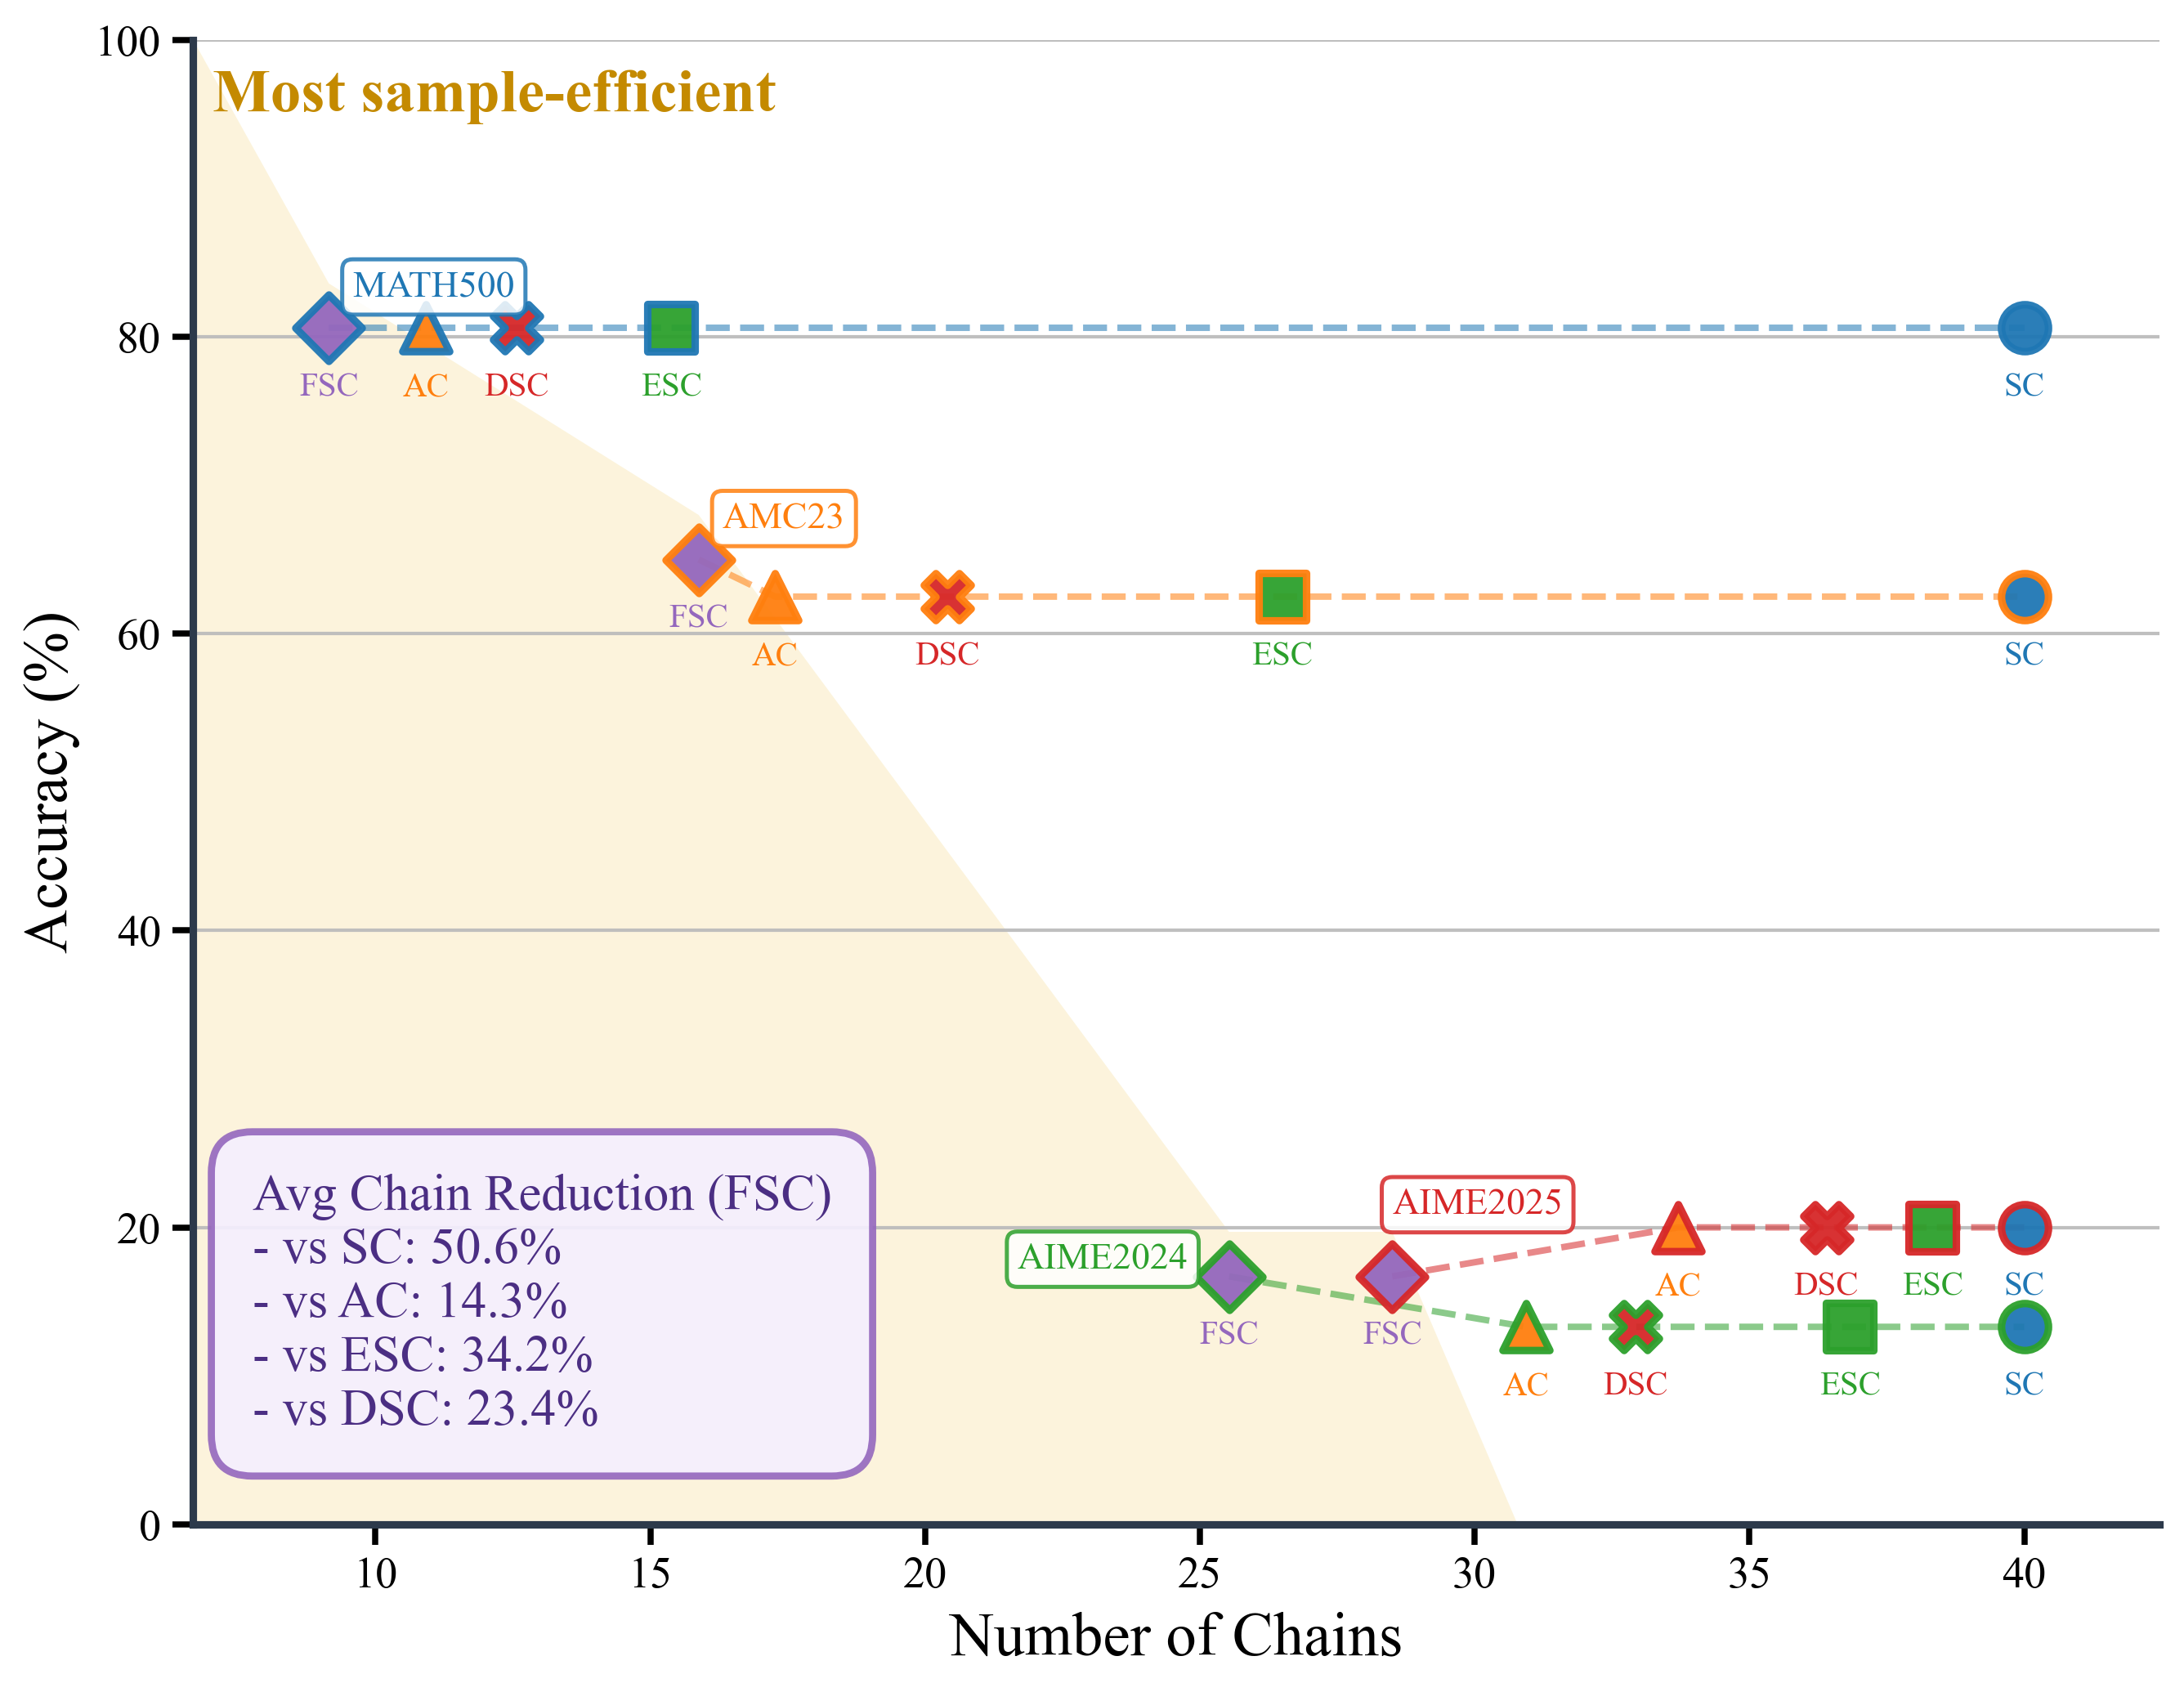 100
Most sample-efficient
MATH500
80
FSC
AC
DSC
ESC
SC
AMC23
FSC
60
AC
DSC
ESC
SC
Accuracy (%)
40
Avg Chain Reduction (FSC)
- vs SC: 50.6%
- vs AC: 14.3%
- vs ESC: 34.2%
- vs DSC: 23.4%
AIME2025
20
AIME2024
AC
DSC
ESC
SC
FSC
FSC
AC
DSC
ESC
SC
0
10
15
20
25
30
35
40
Number of Chains